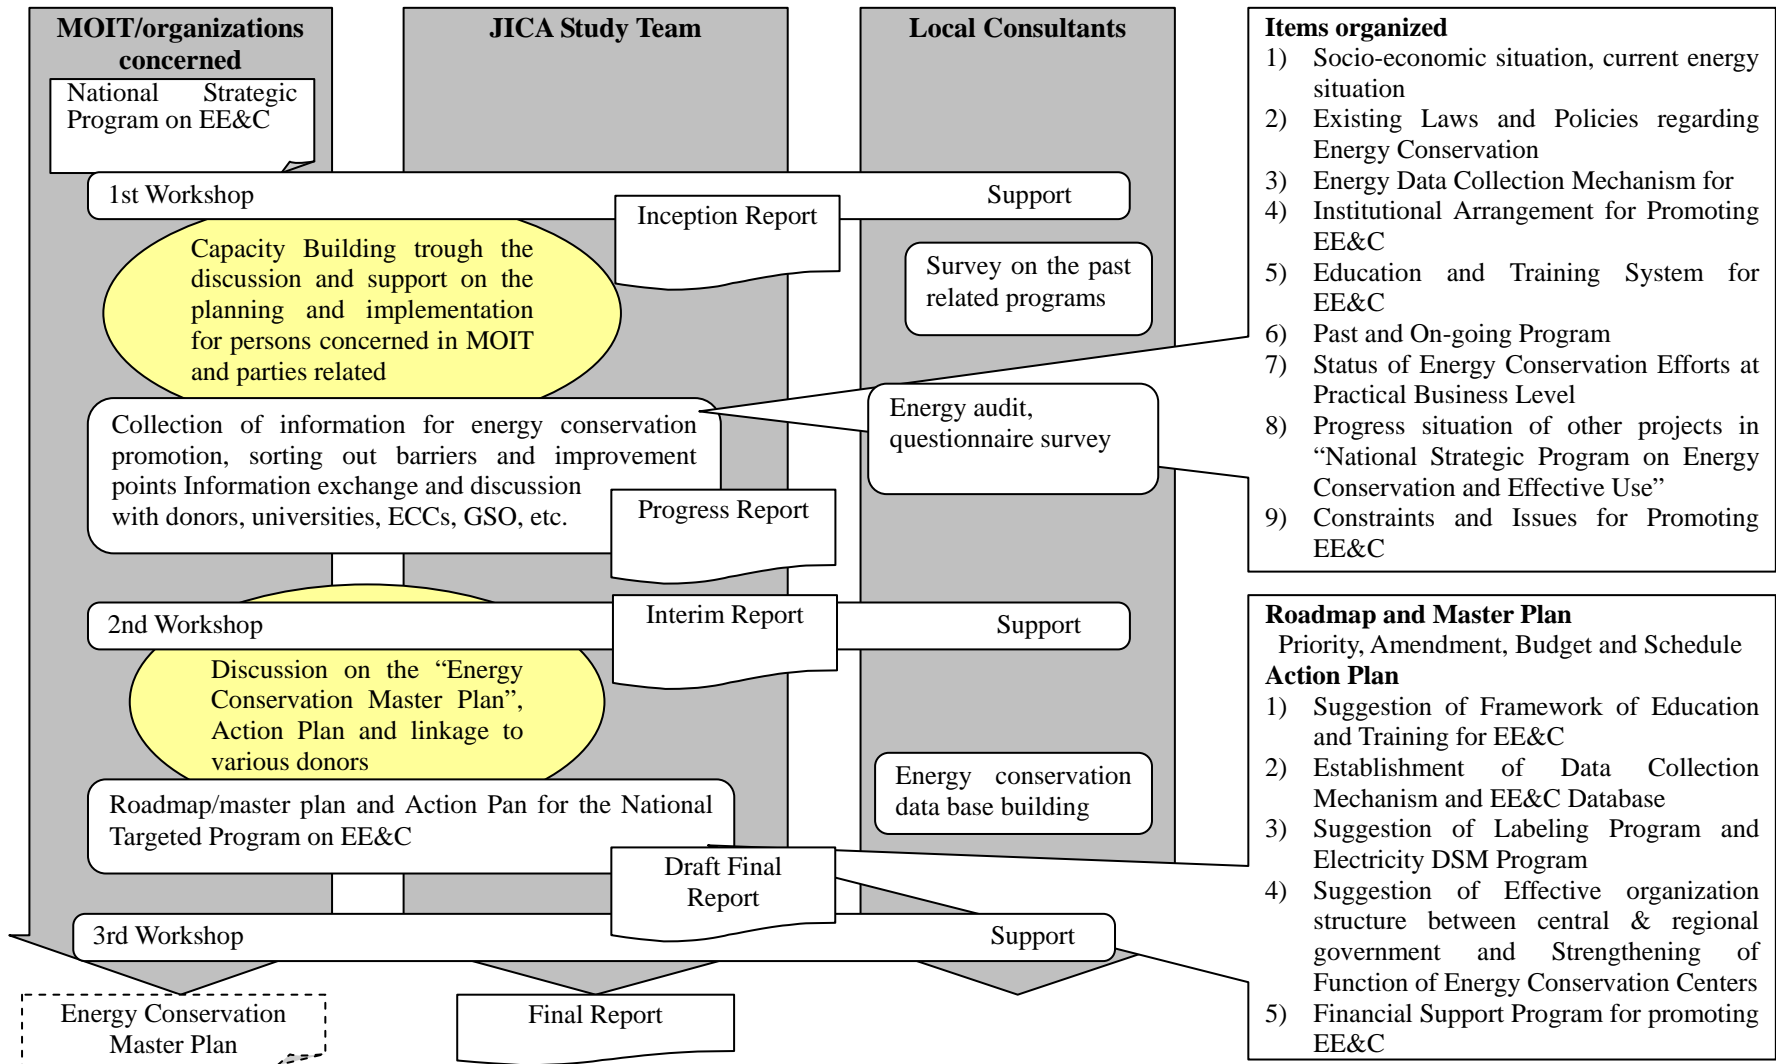 MOIT/organizations
concerned
JICA Study Team
Local Consultants
National Strategic
Program on EE&C
1st Workshop
Support
Inception Report
Capacity Building trough the
discussion and support on the
planning and implementation
for persons concerned in MOIT
and parties related
Survey on the past
related programs
Collection of information for energy conservation
promotion, sorting out barriers and improvement
points Information exchange and discussion
with donors, universities, ECCs, GSO, etc.
Energy audit,
questionnaire survey
Progress Report
2nd Workshop
Interim Report
Support
Discussion on the “Energy
Conservation Master Plan”,
Action Plan and linkage to
various donors
Energy conservation
data base building
Roadmap/master plan and Action Pan for the National
Targeted Program on EE&C
Draft Final
Report
3rd Workshop
Support
Energy Conservation
Master Plan
Final Report
Items organized
1) Socio-economic situation, current energy
situation
2) Existing Laws and Policies regarding
Energy Conservation
3) Energy Data Collection Mechanism for
4) Institutional Arrangement for Promoting
EE&C
5) Education and Training System for
EE&C
6) Past and On-going Program
7) Status of Energy Conservation Efforts at
Practical Business Level
8) Progress situation of other projects in
“National Strategic Program on Energy
Conservation and Effective Use”
9) Constraints and Issues for Promoting
EE&C
Roadmap and Master Plan
Priority, Amendment, Budget and Schedule
Action Plan
1) Suggestion of Framework of Education
and Training for EE&C
2) Establishment of Data Collection
Mechanism and EE&C Database
3) Suggestion of Labeling Program and
Electricity DSM Program
4) Suggestion of Effective organization
structure between central & regional
government and Strengthening of
Function of Energy Conservation Centers
5) Financial Support Program for promoting
EE&C